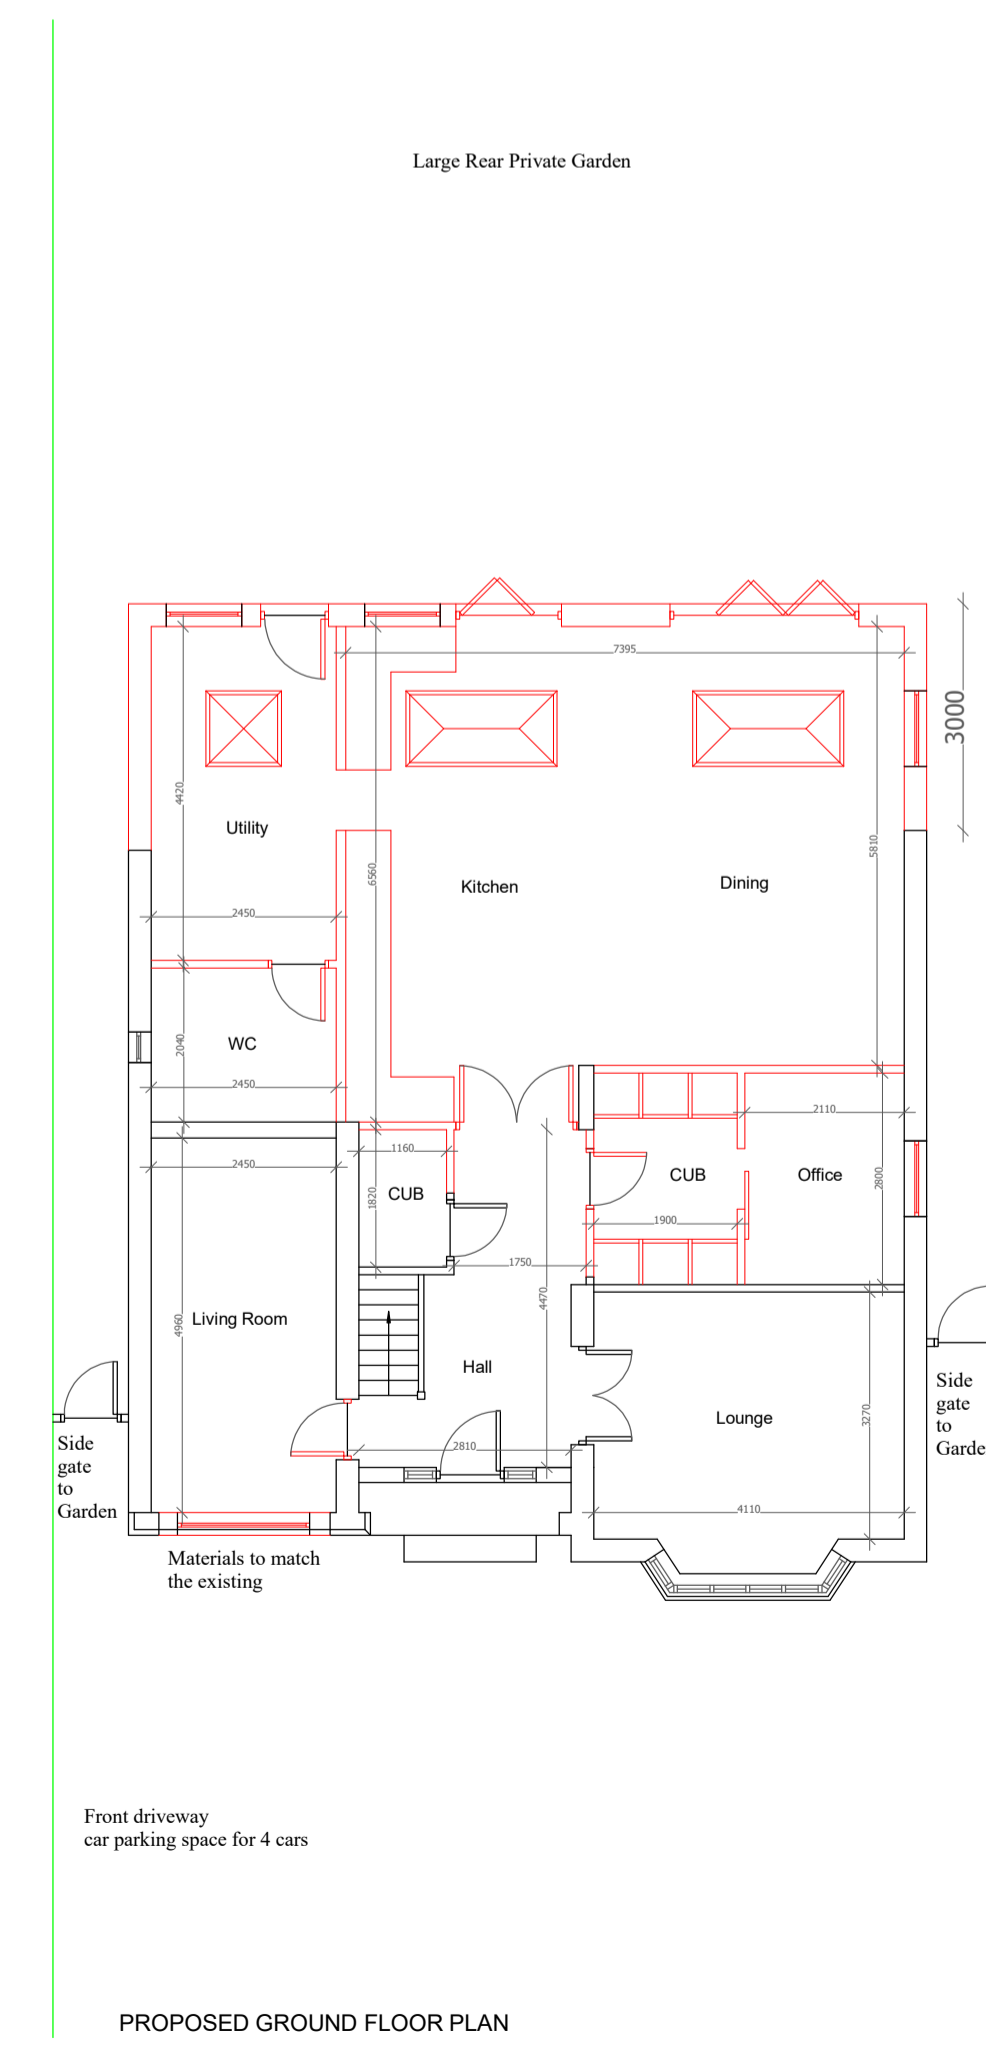 Large Rear Private Garden
7395
3000
4420
Utility
5810
6560
Kitchen
Dining
2450
WC
2040
2450
2110
1160
2450
CUB
1820
CUB
Office
2800
1900
1750
4470
Living Room
4960
Hall
Lounge
3270
Side
gate
to
Garde
2810
Side
gate
to
Garden
4110
Materials to match
the existing
Front driveway
car parking space for 4 cars
PROPOSED GROUND FLOOR PLAN